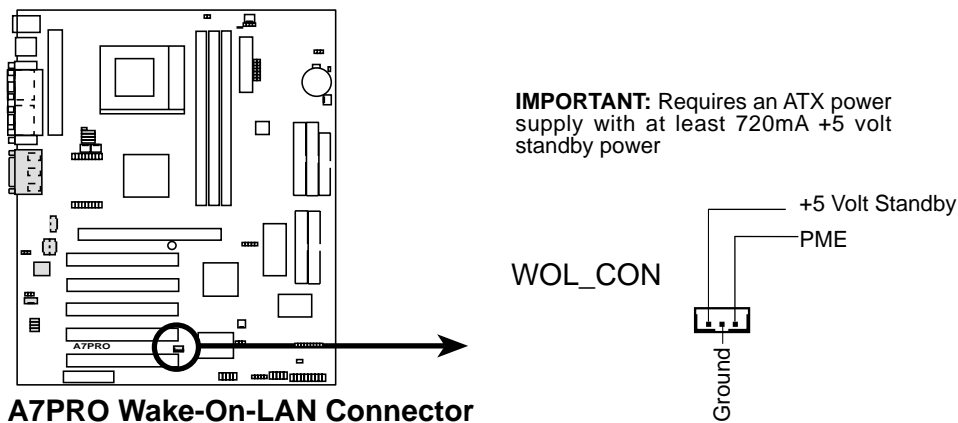 IMPORTANT: Requires an ATX power
supply with at least 720mA +5 volt
standby power
+5 Volt Standby
PME
WOL_CON
Ground
A7PRO
A7PRO Wake-On-LAN Connector